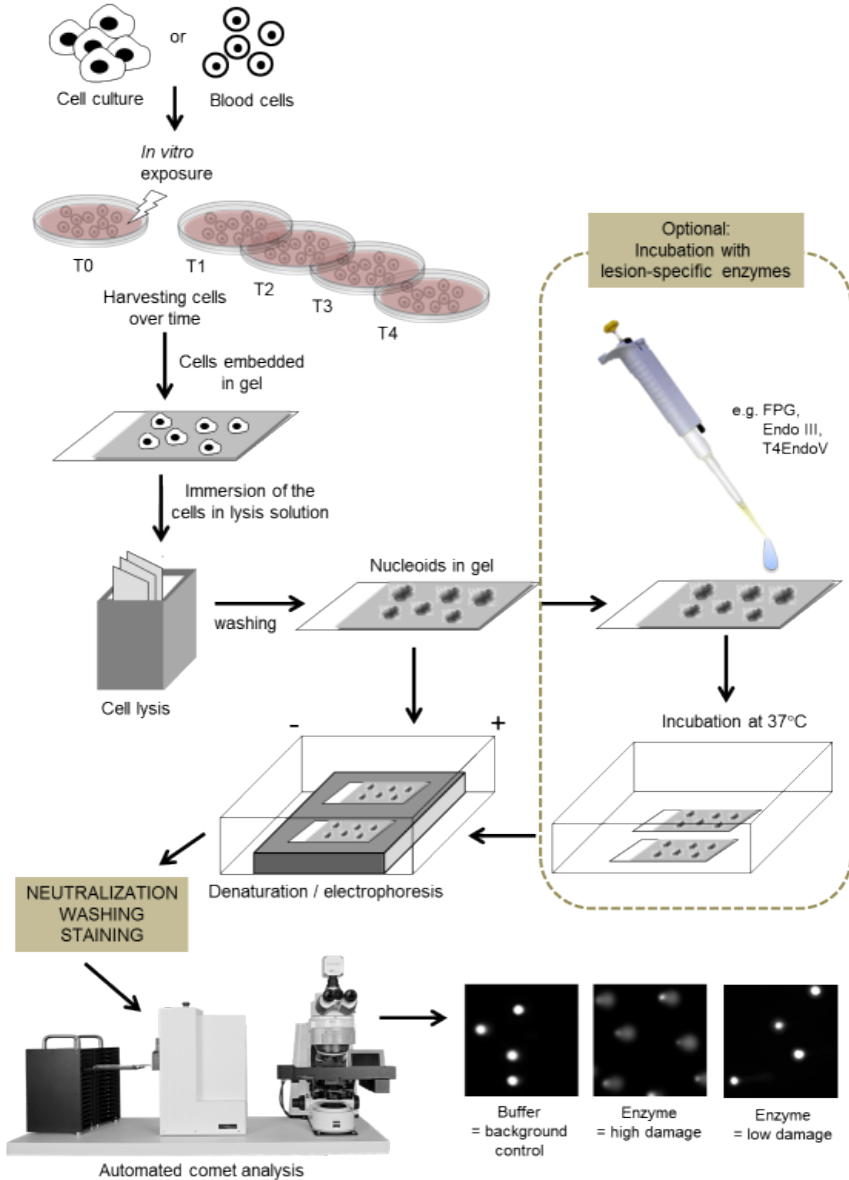 or
Cell culture
Blood cells
In vitro
exposure
T0
T1
T2
T3
T4
Harvesting cells
over time
Optional:
Incubation with
lesion-specific enzymes
Cells embedded
in gel
e.g. FPG,
Endo III,
T4EndoV
Immersion of the
cells in lysis solution
Nucleoids in gel
washing
Cell lysis
-
+
Incubation at 37°C
Denaturation / electrophoresis
NEUTRALIZATION
WASHING
STAINING
Buffer
= background
control
Enzyme
= high damage
Enzyme
= low damage
Automated comet analysis